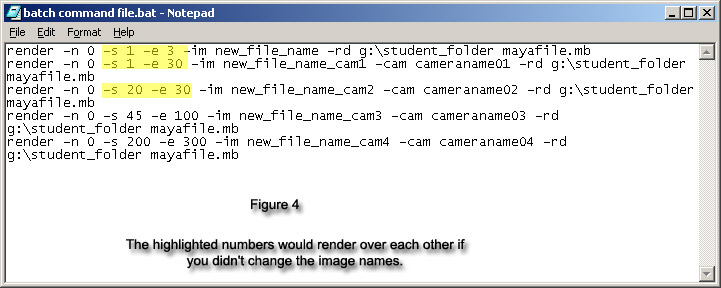 batch command file.bat - Notepad
File Edit Format Help
render -n 0 -s 1 -e 3 -im new_file_name -rd g:\student_folder mayafile.mb
render -n 0 -s 1 -e 30 -im new_file_name_cam1 -cam cameraname01 -rd g:\student_folder
mayafile.mb
render -n 0 -s 20 -e 30 -im new_file_name_cam2 -cam cameraname02 -rd g:\student_folder
mayafile.mb
render -n 0 -s 45 -e 100 -im new_file_name_cam3 -cam cameraname03 -rd
g:\student_folder mayafile.mb
render -n 0 -s 200 -e 300 -im new_file_name_cam4 -cam cameraname04 -rd
g:\student_folder mayafile.mb
Figure 4
The highlighted numbers would render over each other if
you didn't change the image names.